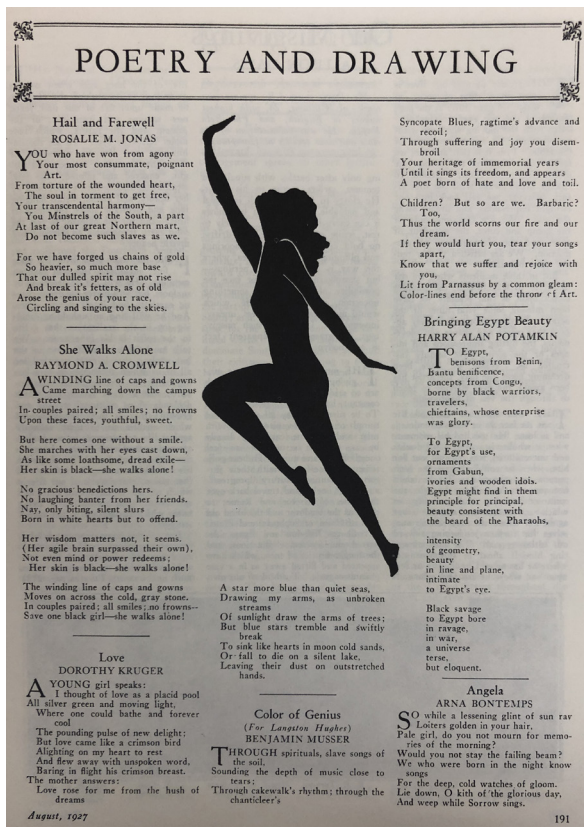 POETRY AND DRAWING
Hail and Farewell
ROSALIE M. JONAS
YOU who have won from agony
Your most consummate, poignant
Art.
From torture of the wounded heart,
The soul in torment to get free,
Your transcendental harmony—
You Minstrels of the South, a part
At last of our great Northern mart,
Do not become such slaves as we.
For we have forged us chains of gold
So heavier, so much more base
That our dulled spirit may not rise
And break it's fetters, as of old
Arose the genius of your race,
Circling and singing to the skies.
She Walks Alone
RAYMOND A. CROMWELL
A WINDING line of caps and gowns
Came marching down the campus
street
In couples paired; all smiles; no frowns
Upon these faces, youthful, sweet.
But here comes one without a smile.
She marches with her eyes cast down,
As like some loathsome, dread exile—
Her skin is black—she walks alone!
No gracious benedictions hers.
No laughing banter from her friends.
Nay, only biting, silent slurs
Born in white hearts but to offend.
Her wisdom matters not, it seems.
(Her agile brain surpassed their own),
Not even mind or power redeems;
Her skin is black—she walks alone!
The winding line of caps and gowns
Moves on across the cold, gray stone.
In couples paired; all smiles; no frowns--
Save one black girl—she walks alone!
Love
DOROTHY KRUGER
A YOUNG girl speaks:
I thought of love as a placid pool
All silver green and moving light,
Where one could bathe and forever
cool
The pounding pulse of new delight:
But love came like a crimson bird
Alighting on my heart to rest
And flew away with unspoken word,
Baring in flight his crimson breast.
The mother answers:
Love rose for me from the hush of
dreams
A star more blue than quiet seas,
Drawing my arms, as unbroken
streams
Of sunlight draw the arms of trees;
But blue stars tremble and swiftly
break
To sink like hearts in moon cold sands,
Or fall to die on a silent lake,
Leaving their dust on outstretched
hands.
Color of Genius
(For Langston Hughes)
BENJAMIN MUSSER
THROUGH spirituals, slave songs of
the soil,
Sounding the depth of music close to
tears;
Through cakewalk's rhythm; through the
chanticleer's
Syncopate Blues, ragtime's advance and
recoil;
Through suffering and joy you disem-
broil
Your heritage of immemorial years
Until it sings its freedom, and appears
A poet born of hate and love and toil.
Children? But so are we. Barbaric?
Too,
Thus the world scorns our fire and our
dream.
If they would hurt you, tear your songs
apart,
Know that we suffer and rejoice with
you,
Lit from Parnassus by a common gleam:
Color-lines end before the throne of Art.
Bringing Egypt Beauty
HARRY ALAN POTAMKIN
TO Egypt,
benisons from Benin,
Bantu benificence,
concepts from Congo,
borne by black warriors,
travelers,
chieftains, whose enterprise
was glory.
To Egypt,
for Egypt's use,
ornaments
from Gabun,
ivories and wooden idols.
Egypt might find in them
principle for principal,
beauty consistent with
the beard of the Pharaohs,
intensity
of geometry,
beauty
in line and plane,
intimate
to Egypt's eye.
Black savage
to Egypt bore
in ravage,
in war,
a universe
terse,
but eloquent.
Angela
ARNA BONTEMPS
SO while a lessening glint of sun ray
Loiters golden in your hair,
Pale girl, do you not mourn for memo-
ries of the morning?
Would you not stay the failing beam?
We who were born in the night know
songs
For the deep, cold watches of gloom.
Lie down, O kith of the glorious day,
And weep while Sorrow sings.
August, 1927
191